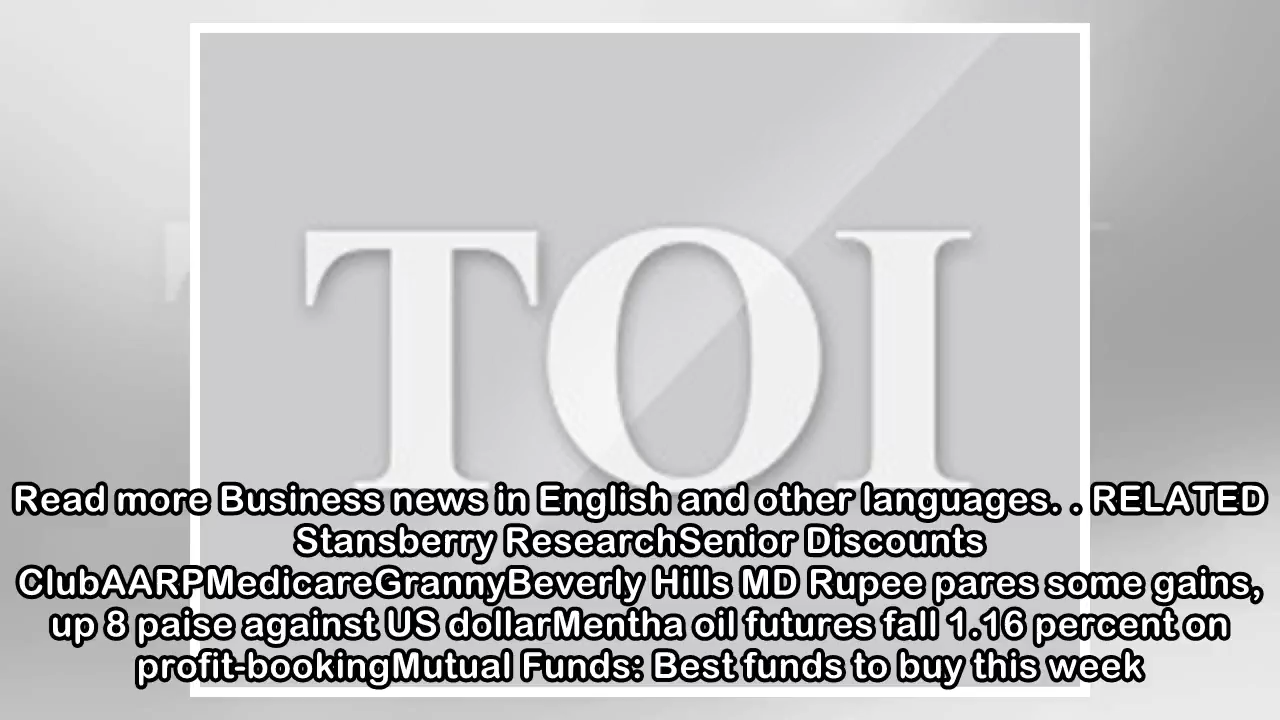 TOI
Read more Business news in English and other languages. . RELATED
Stansberry ResearchSenior Discounts
ClubAARPMedicareGrannyBeverly Hills MD Rupee pares some gains,
up 8 paise against US dollarMentha oil futures fall 1.16 percent on
profit-bookingMutual Funds: Best funds to buy this week